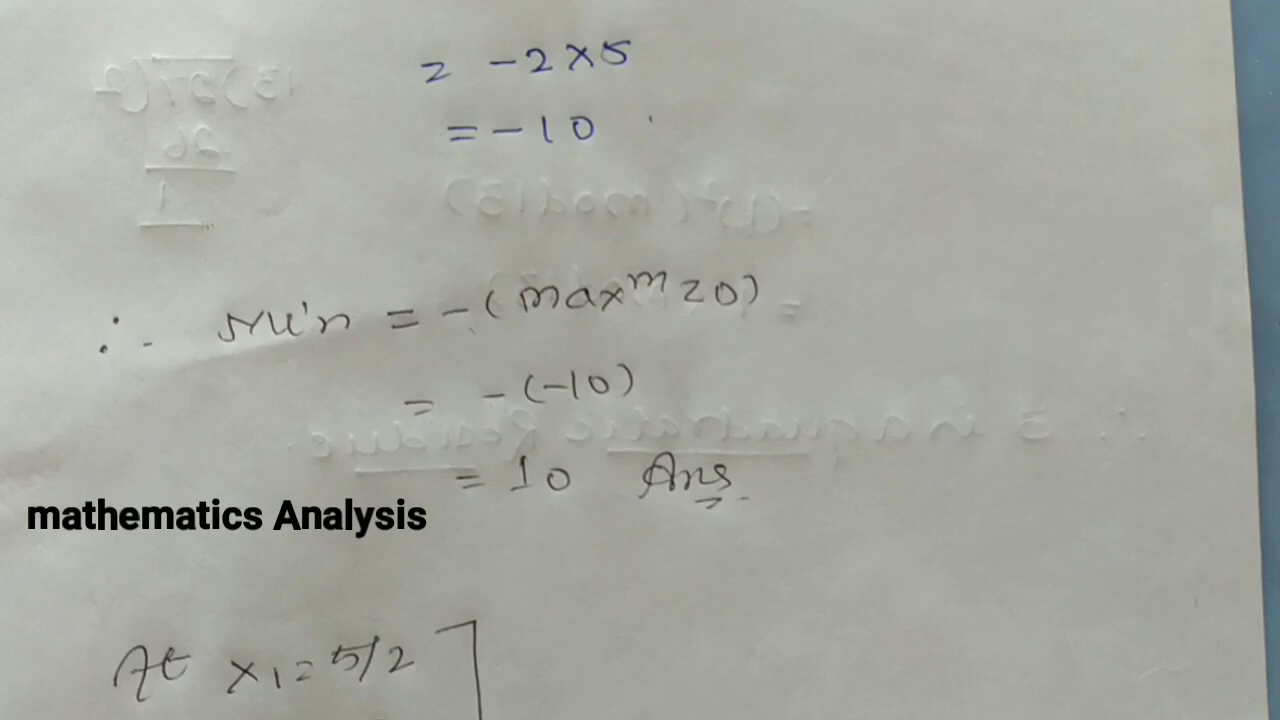 = -2×5
= -10
∴ Min = -(maxᵐ z0)
= -(-10)
= 10 Ans.
mathematics Analysis
At x₁ = 5/2